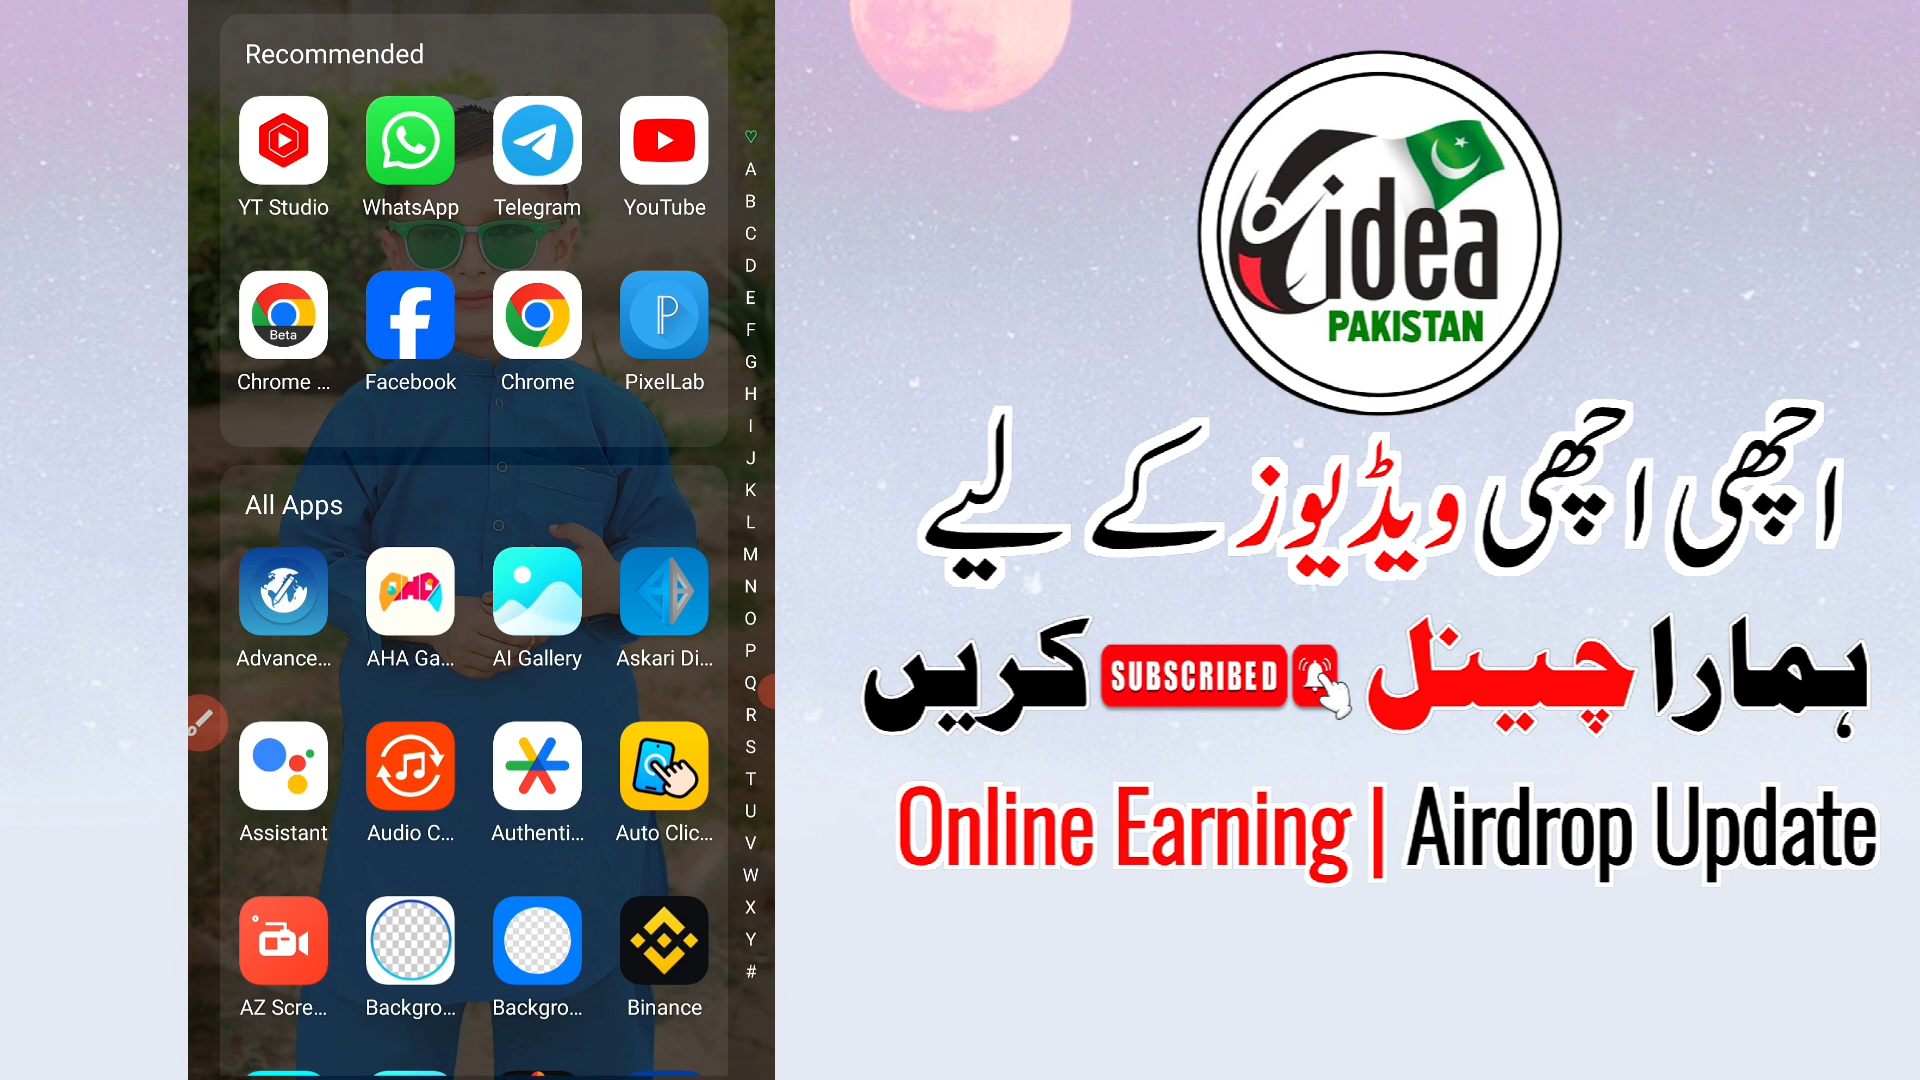 Recommended
YT Studio WhatsApp Telegram YouTube
Beta
Chrome ... Facebook Chrome PixelLab
All Apps
Advance... AHA Ga... AI Gallery Askari Di...
Assistant Audio C... Authenti... Auto Clic...
AZ Scre... Backgro... Backgro... Binance
A
B
C
D
E
F
G
H
I
J
K
L
M
N
O
P
Q
R
S
T
U
V
W
X
Y
#
idea
PAKISTAN
اچھی اچھی ویڈیوز کے لیے
ہمارا چینل SUBSCRIBED کریں
Online Earning | Airdrop Update